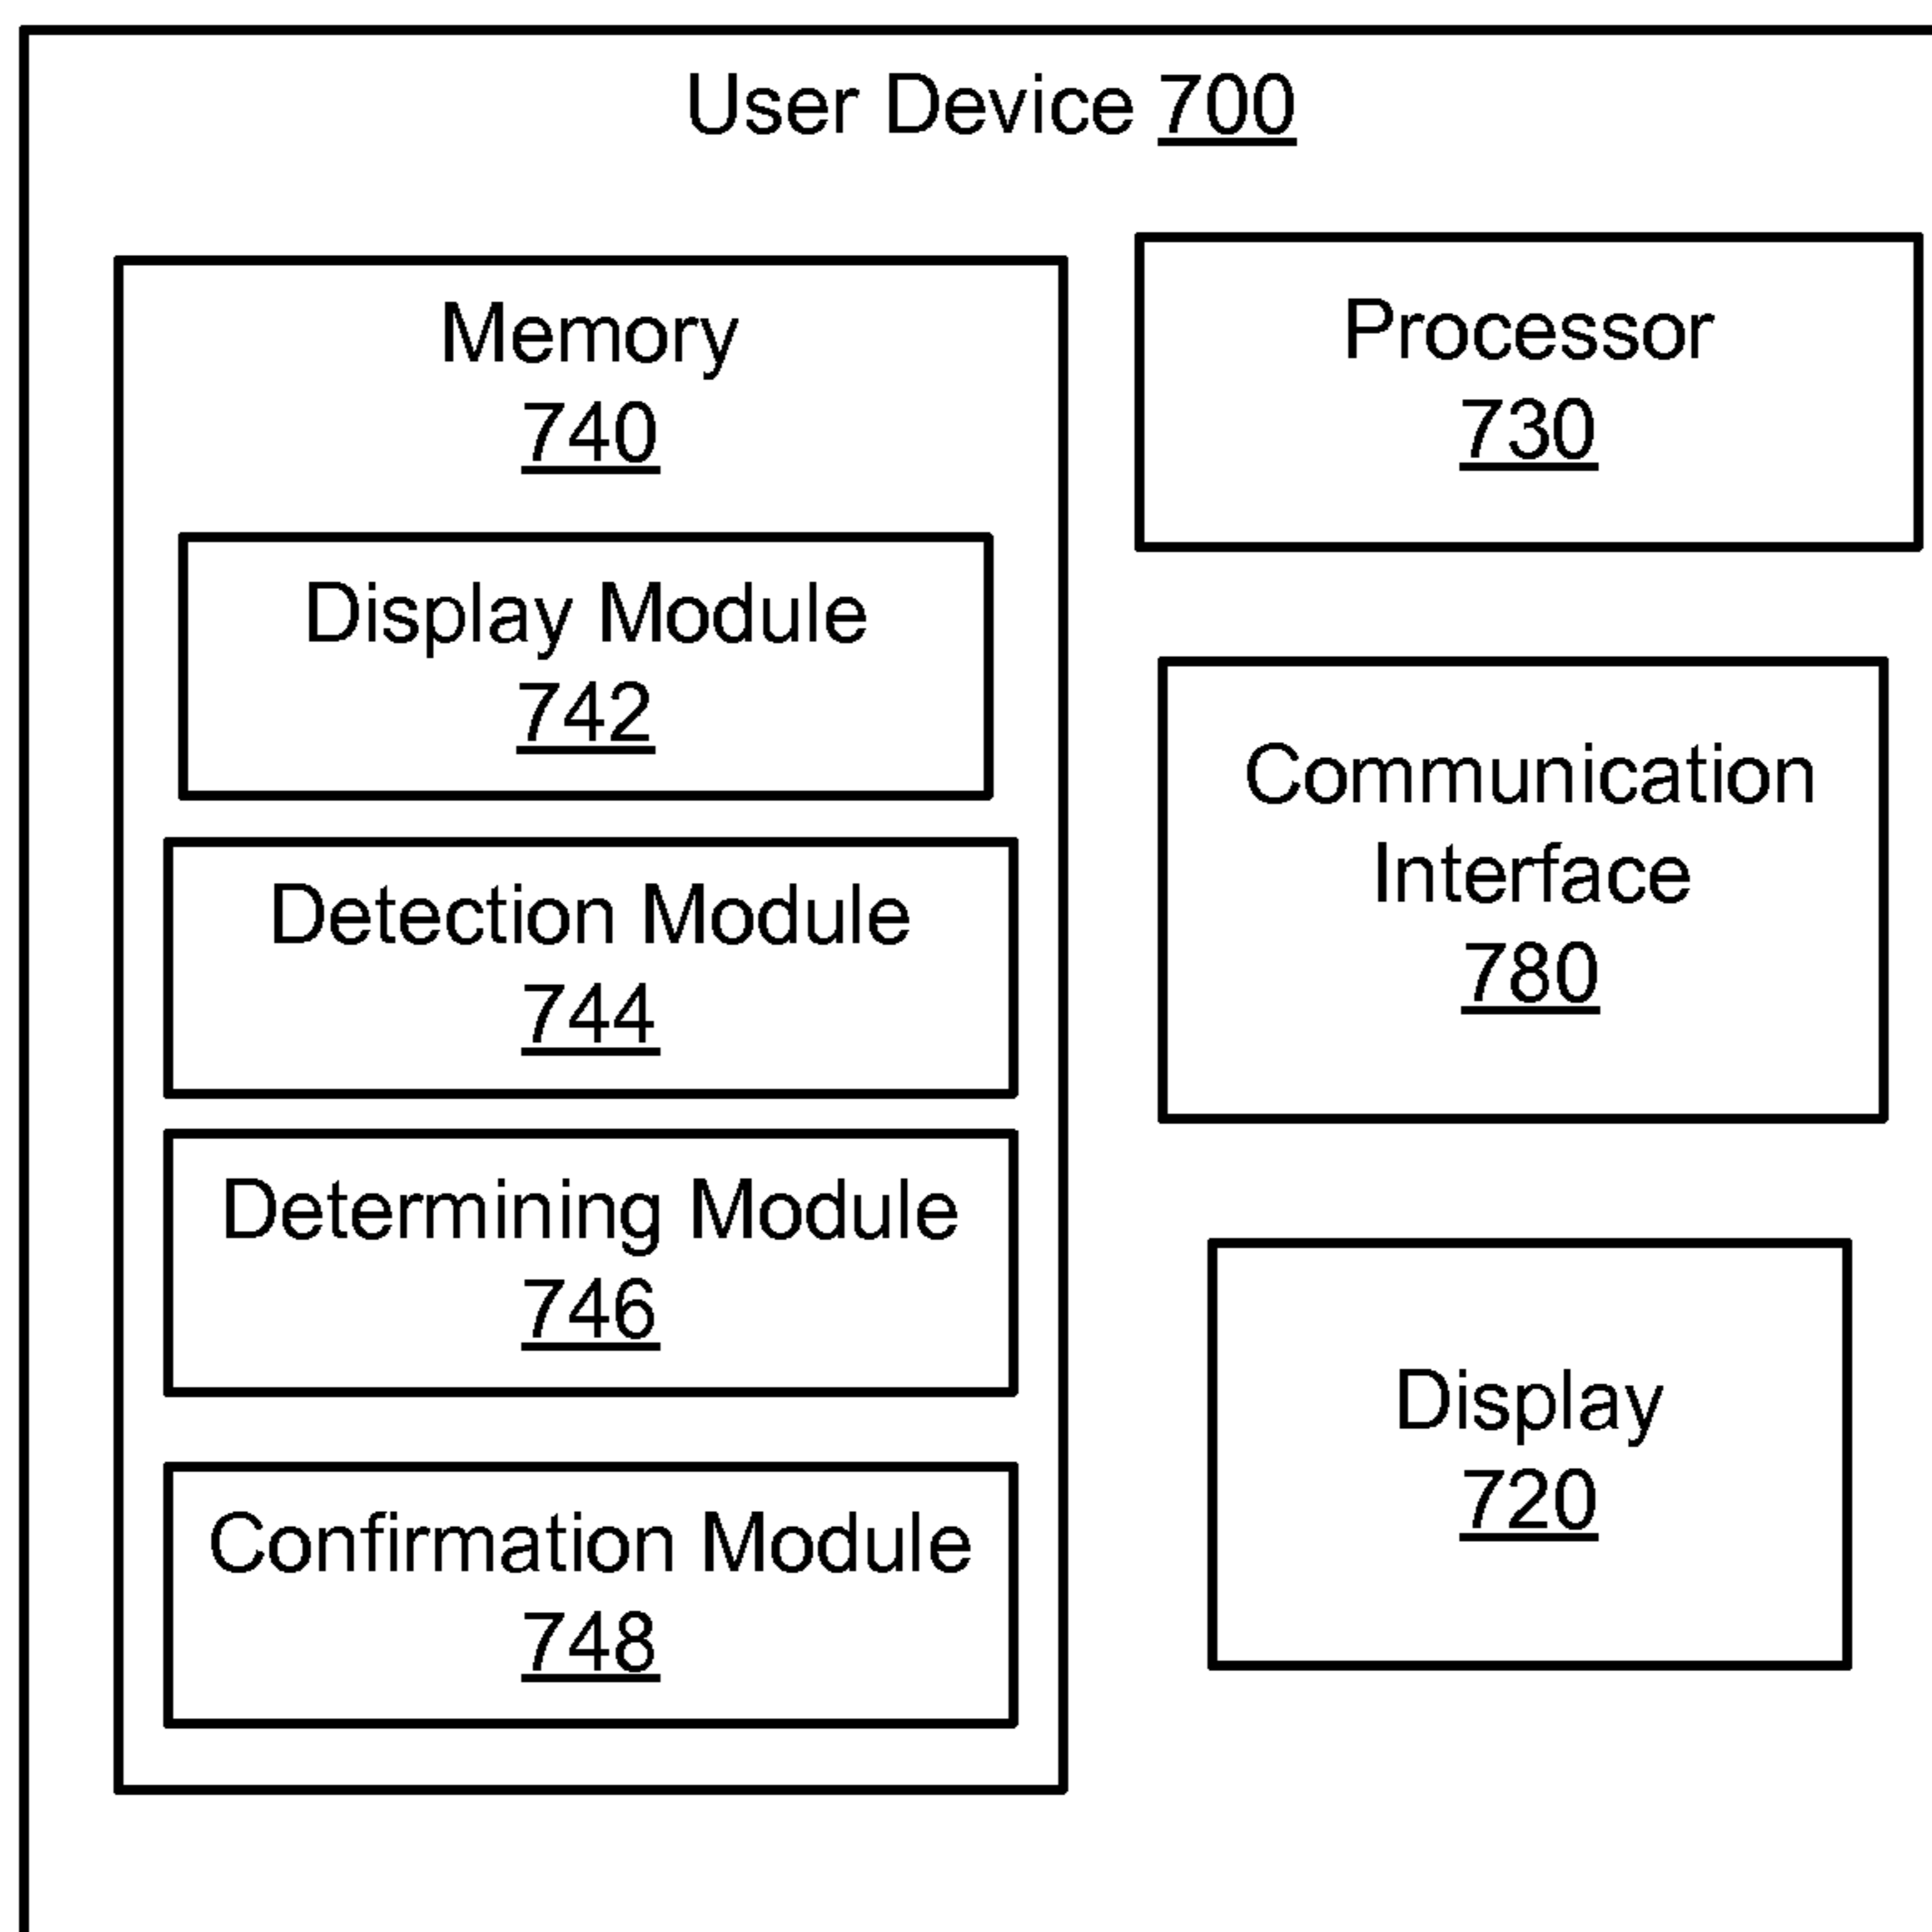 User Device 700
Memory
740
Display Module
742
Detection Module
744
Determining Module
746
Confirmation Module
748
Processor
730
Communication
Interface
780
Display
720